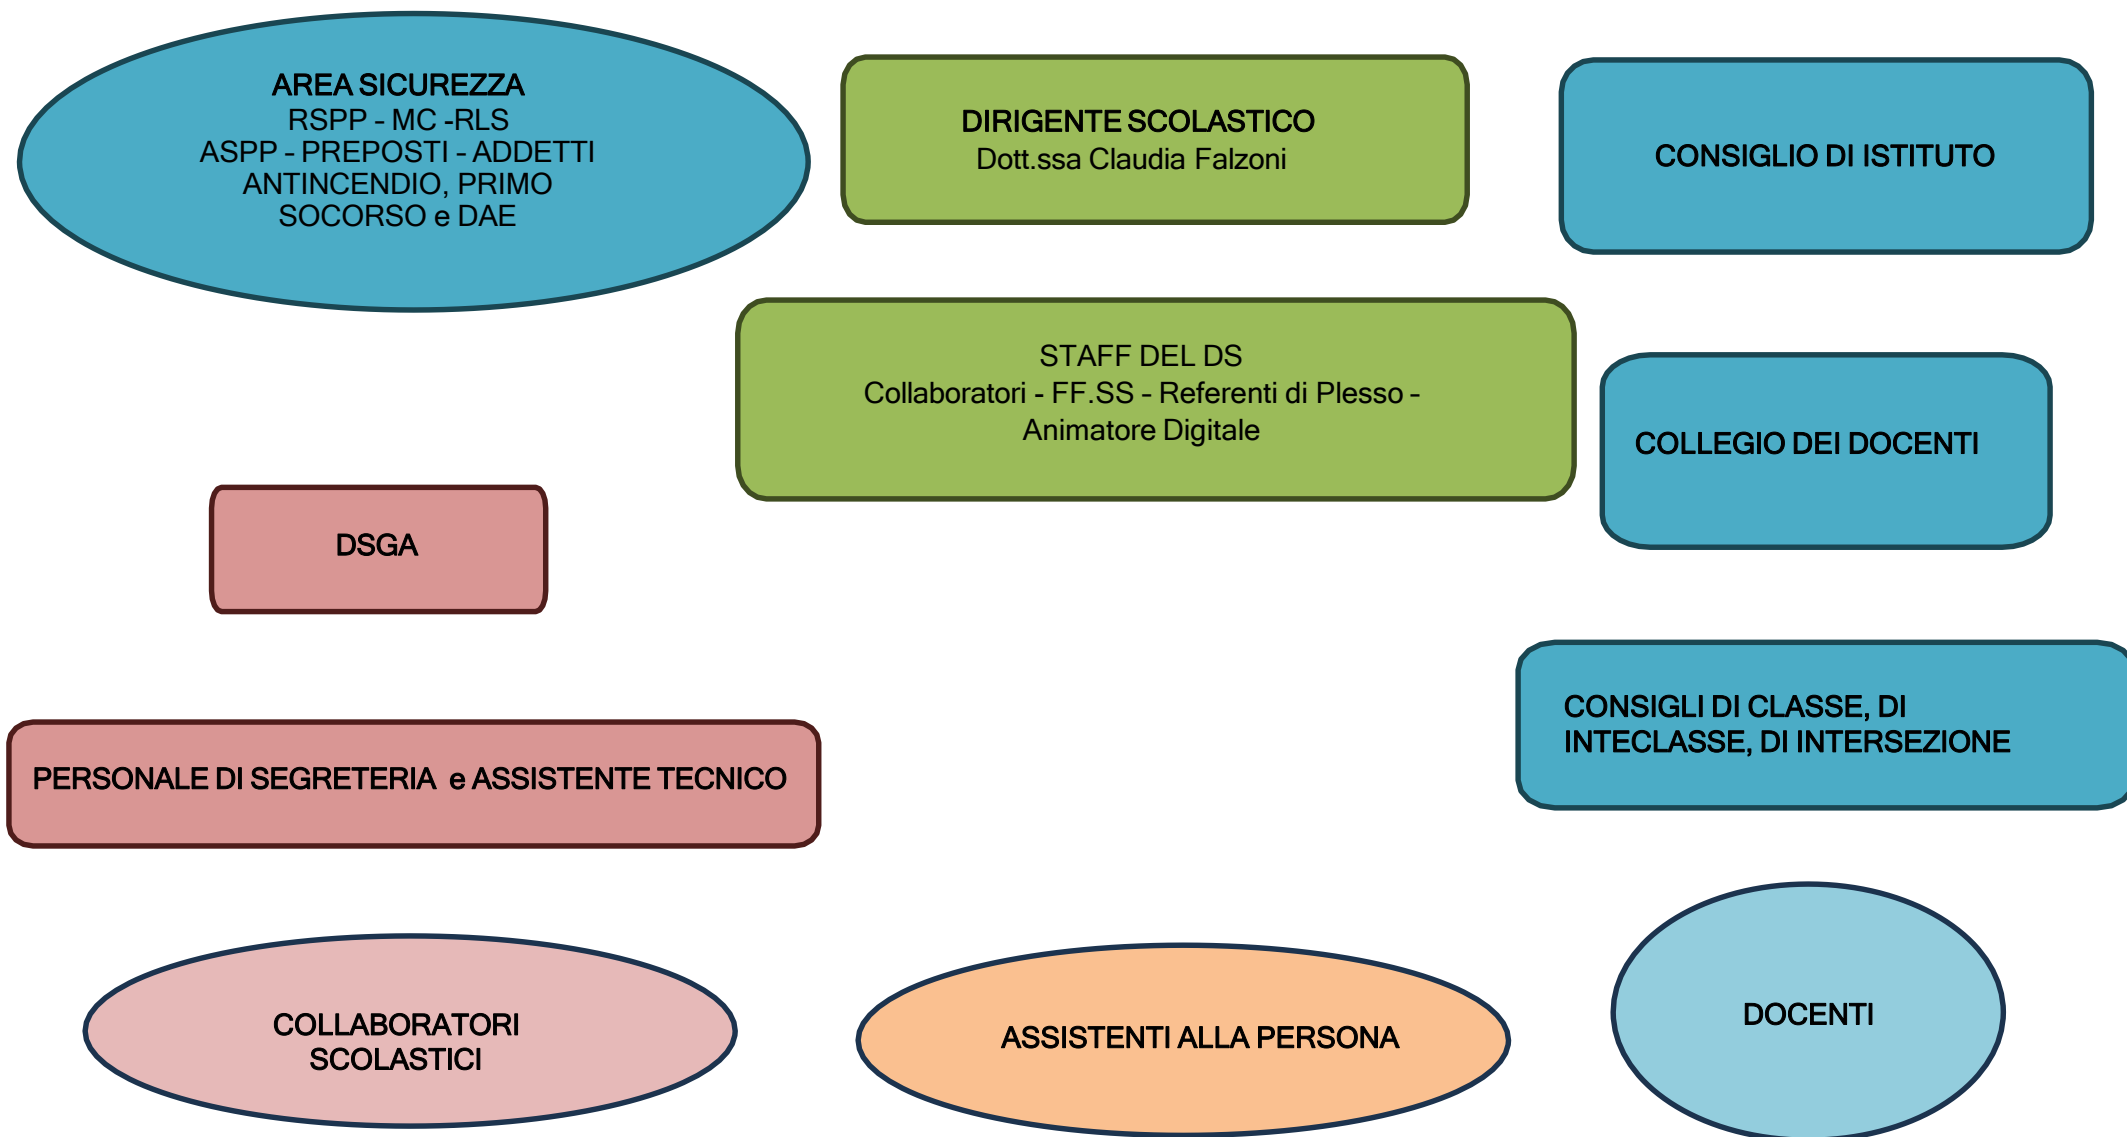 AREA SICUREZZA
RSPP - MC -RLS
ASPP - PREPOSTI - ADDETTI
ANTINCENDIO, PRIMO
SOCORSO e DAE
DIRIGENTE SCOLASTICO
Dott.ssa Claudia Falzoni
CONSIGLIO DI ISTITUTO
STAFF DEL DS
Collaboratori - FF.SS - Referenti di Plesso -
Animatore Digitale
COLLEGIO DEI DOCENTI
DSGA
CONSIGLI DI CLASSE, DI
INTECLASSE, DI INTERSEZIONE
PERSONALE DI SEGRETERIA e ASSISTENTE TECNICO
COLLABORATORI
SCOLASTICI
ASSISTENTI ALLA PERSONA
DOCENTI